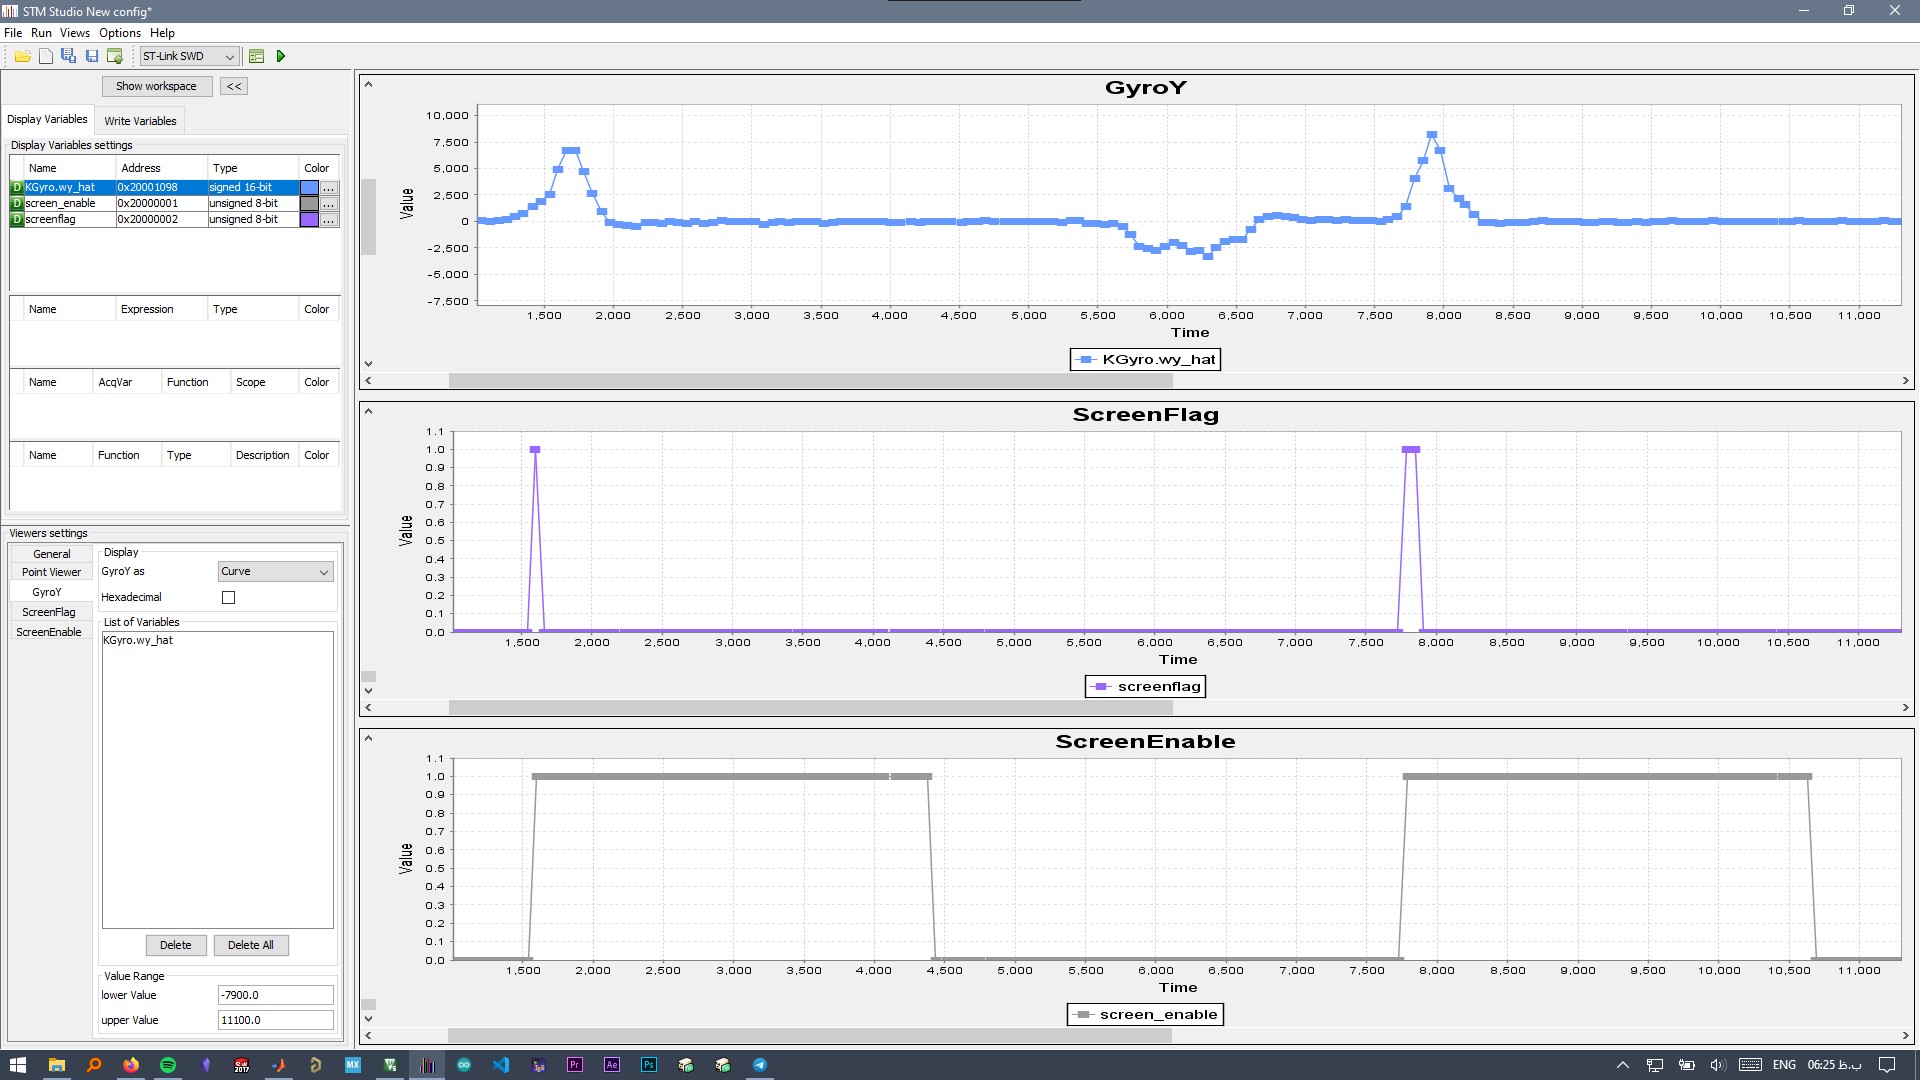 STM Studio New config*
File Run Views Options Help
ST-Link SWD
Show workspace <<
Display Variables Write Variables
Display Variables settings
Name Address Type Color
D KGyro.wy_hat 0x20001098 signed 16-bit ...
D screen_enable 0x20000001 unsigned 8-bit ...
D screenflag 0x20000002 unsigned 8-bit ...
Name Expression Type Color
Name AcqVar Function Scope Color
Name Function Type Description Color
Viewers settings
General
Point Viewer
GyroY
ScreenFlag
ScreenEnable
Display
GyroY as Curve
Hexadecimal
List of Variables
KGyro.wy_hat
Delete Delete All
Value Range
lower Value -7900.0
upper Value 11100.0
GyroY
10,000
7,500
5,000
2,500
0
-2,500
-5,000
-7,500
Value
1,500 2,000 2,500 3,000 3,500 4,000 4,500 5,000 5,500 6,000 6,500 7,000 7,500 8,000 8,500 9,000 9,500 10,000 10,500 11,000
Time
KGyro.wy_hat
ScreenFlag
1.1
1.0
0.9
0.8
0.7
0.6
0.5
0.4
0.3
0.2
0.1
0.0
Value
1,500 2,000 2,500 3,000 3,500 4,000 4,500 5,000 5,500 6,000 6,500 7,000 7,500 8,000 8,500 9,000 9,500 10,000 10,500 11,000
Time
screenflag
ScreenEnable
1.1
1.0
0.9
0.8
0.7
0.6
0.5
0.4
0.3
0.2
0.1
0.0
Value
1,500 2,000 2,500 3,000 3,500 4,000 4,500 5,000 5,500 6,000 6,500 7,000 7,500 8,000 8,500 9,000 9,500 10,000 10,500 11,000
Time
screen_enable
2017 MX Pr Ae Ps ENG 06:25 ب.ظ